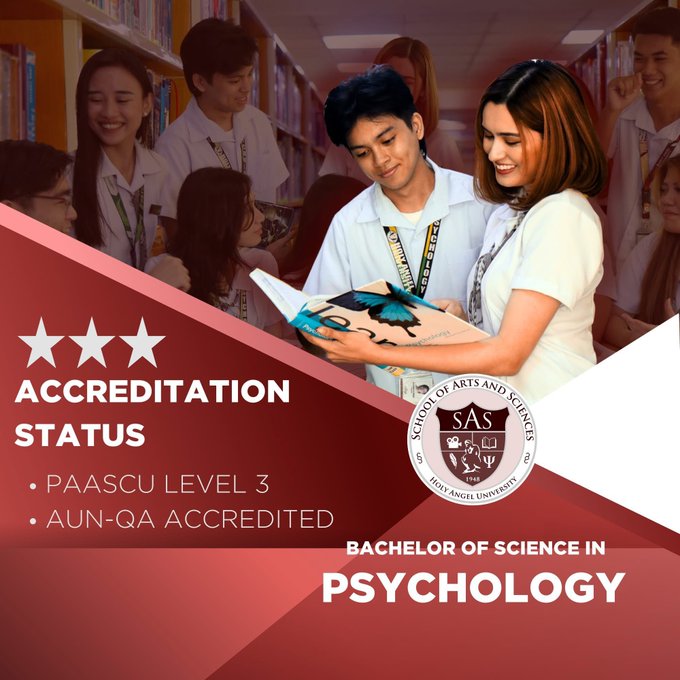 ACCREDITATION
STATUS
• PAASCU LEVEL 3
• AUN-QA ACCREDITED
SCHOOL OF ARTS AND SCIENCES
SAS
1948
HOLY ANGEL UNIVERSITY
BACHELOR OF SCIENCE IN
PSYCHOLOGY
PSYCHOLOGY